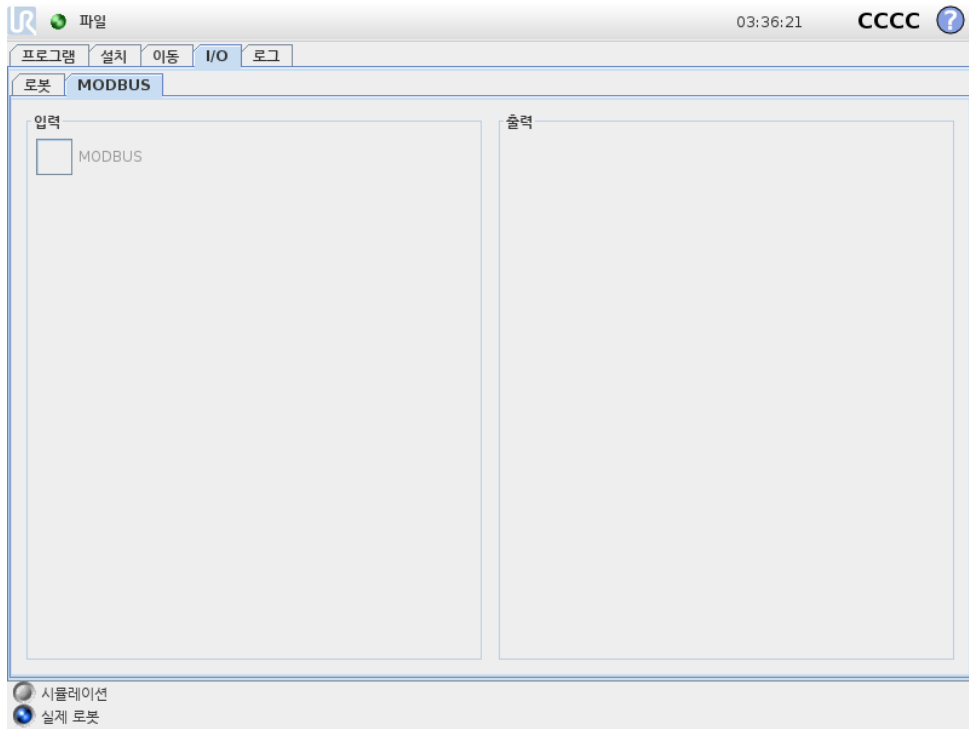 UR 파일 03:36:21 CCCC ?
프로그램 설치 이동 I/O 로그
로봇 MODBUS
입력 출력
MODBUS
시뮬레이션
실제 로봇